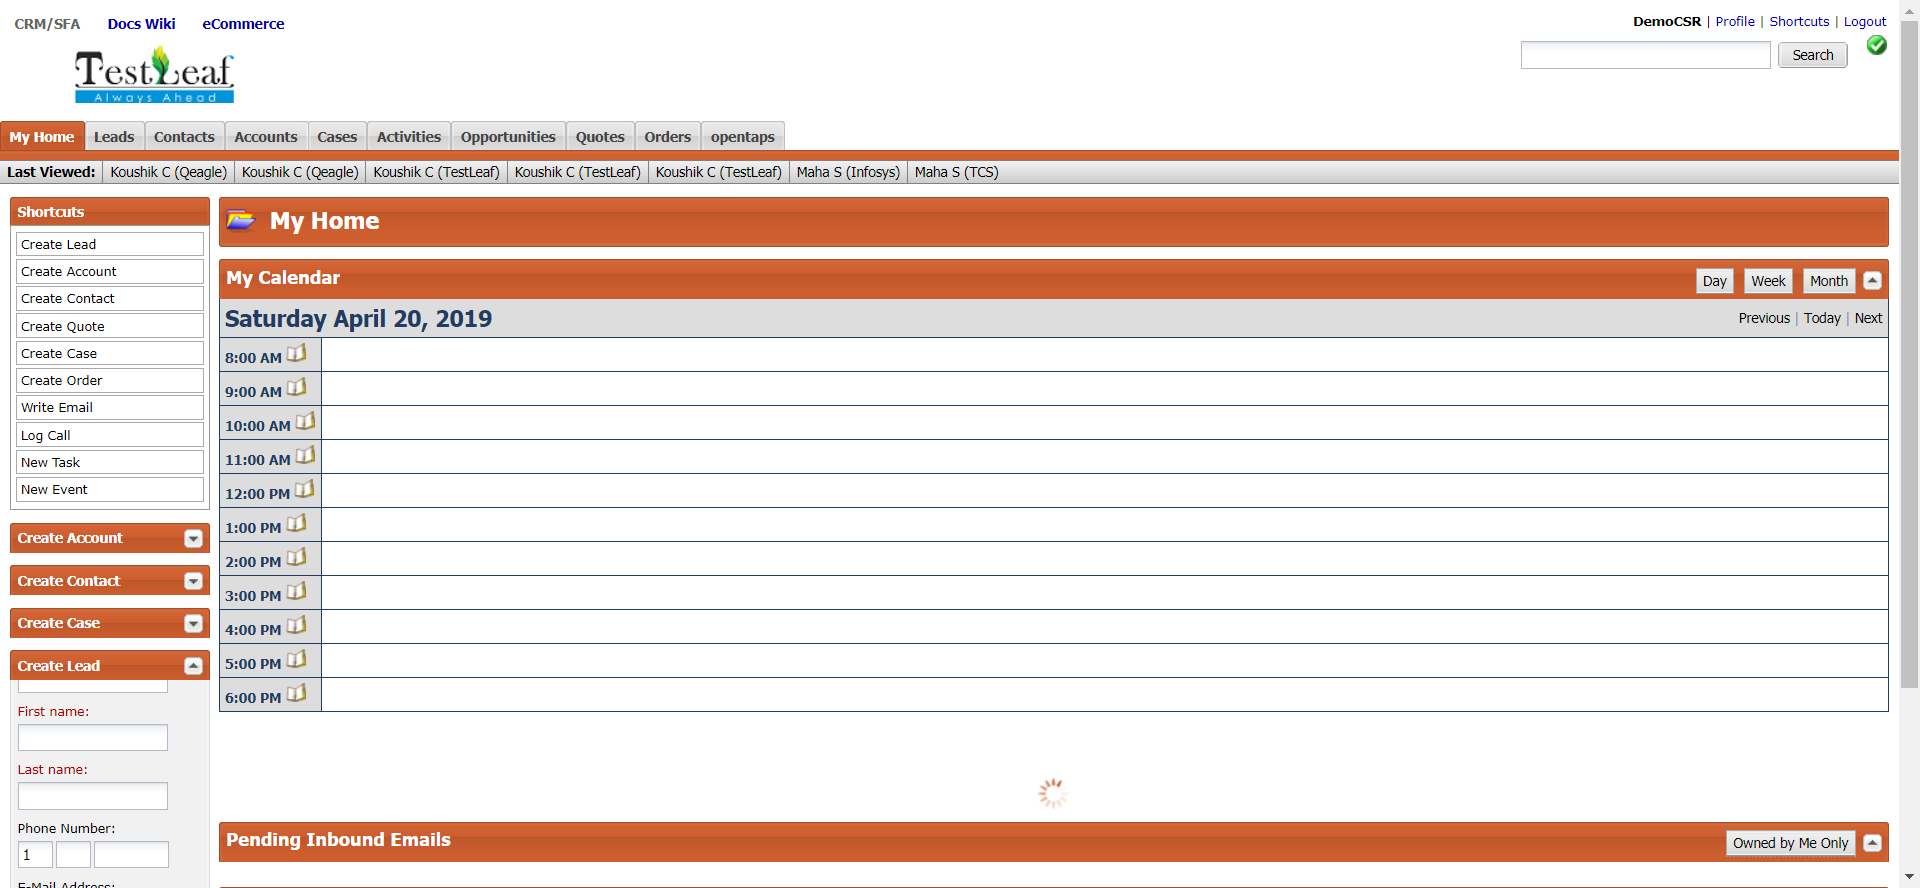 CRM/SFA Docs Wiki eCommerce
DemoCSR | Profile | Shortcuts | Logout
Search
TestLeaf
Always Ahead
My Home Leads Contacts Accounts Cases Activities Opportunities Quotes Orders opentaps
Last Viewed: Koushik C (Qeagle) Koushik C (Qeagle) Koushik C (TestLeaf) Koushik C (TestLeaf) Koushik C (TestLeaf) Maha S (Infosys) Maha S (TCS)
Shortcuts
Create Lead
Create Account
Create Contact
Create Quote
Create Case
Create Order
Write Email
Log Call
New Task
New Event
Create Account
Create Contact
Create Case
Create Lead
First name:
Last name:
Phone Number:
1
E-Mail Address:
My Home
My Calendar
Day Week Month
Saturday April 20, 2019
Previous | Today | Next
8:00 AM
9:00 AM
10:00 AM
11:00 AM
12:00 PM
1:00 PM
2:00 PM
3:00 PM
4:00 PM
5:00 PM
6:00 PM
Pending Inbound Emails
Owned by Me Only